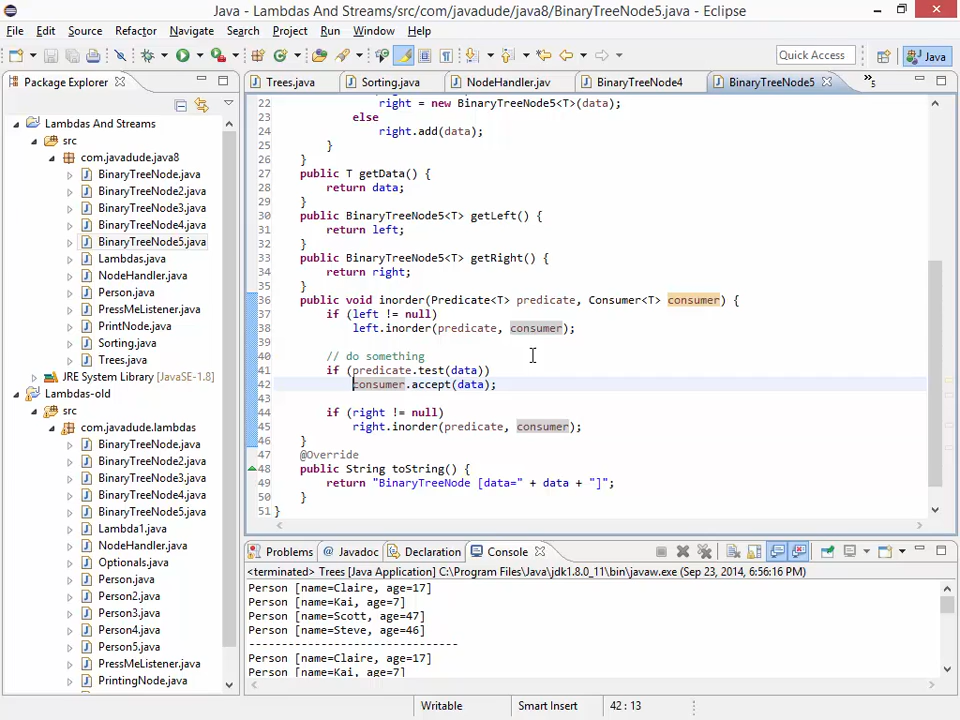 Java - Lambdas And Streams/src/com/javadude/java8/BinaryTreeNode5.java - Eclipse
File Edit Source Refactor Navigate Search Project Run Window Help
Quick Access Java
Package Explorer
Lambdas And Streams
src
com.javadude.java8
BinaryTreeNode.java
BinaryTreeNode2.java
BinaryTreeNode3.java
BinaryTreeNode4.java
BinaryTreeNode5.java
Lambdas.java
NodeHandler.java
Person.java
PressMeListener.java
PrintNode.java
Sorting.java
Trees.java
JRE System Library [JavaSE-1.8]
Lambdas-old
src
com.javadude.lambdas
BinaryTreeNode.java
BinaryTreeNode2.java
BinaryTreeNode3.java
BinaryTreeNode4.java
BinaryTreeNode5.java
Lambda1.java
NodeHandler.java
Optionals.java
Person.java
Person2.java
Person3.java
Person4.java
Person5.java
PressMeListener.java
PrintingNode.java
Trees.java Sorting.java NodeHandler.jav BinaryTreeNode4 BinaryTreeNode5 »5
22 right = new BinaryTreeNode5<T>(data);
23 else
24 right.add(data);
25 }
26 }
27 public T getData() {
28 return data;
29 }
30 public BinaryTreeNode5<T> getLeft() {
31 return left;
32 }
33 public BinaryTreeNode5<T> getRight() {
34 return right;
35 }
36 public void inorder(Predicate<T> predicate, Consumer<T> consumer) {
37 if (left != null)
38 left.inorder(predicate, consumer);
39
40 // do something
41 if (predicate.test(data))
42 consumer.accept(data);
43
44 if (right != null)
45 right.inorder(predicate, consumer);
46 }
47 @Override
48 public String toString() {
49 return "BinaryTreeNode [data=" + data + "]";
50 }
51 }
Problems @ Javadoc Declaration Console
<terminated> Trees [Java Application] C:\Program Files\Java\jdk1.8.0_11\bin\javaw.exe (Sep 23, 2014, 6:56:16 PM)
Person [name=Claire, age=17]
Person [name=Kai, age=7]
Person [name=Scott, age=47]
Person [name=Steve, age=46]
--------------------------------
Person [name=Claire, age=17]
Person [name=Kai, age=7]
Writable Smart Insert 42 : 13